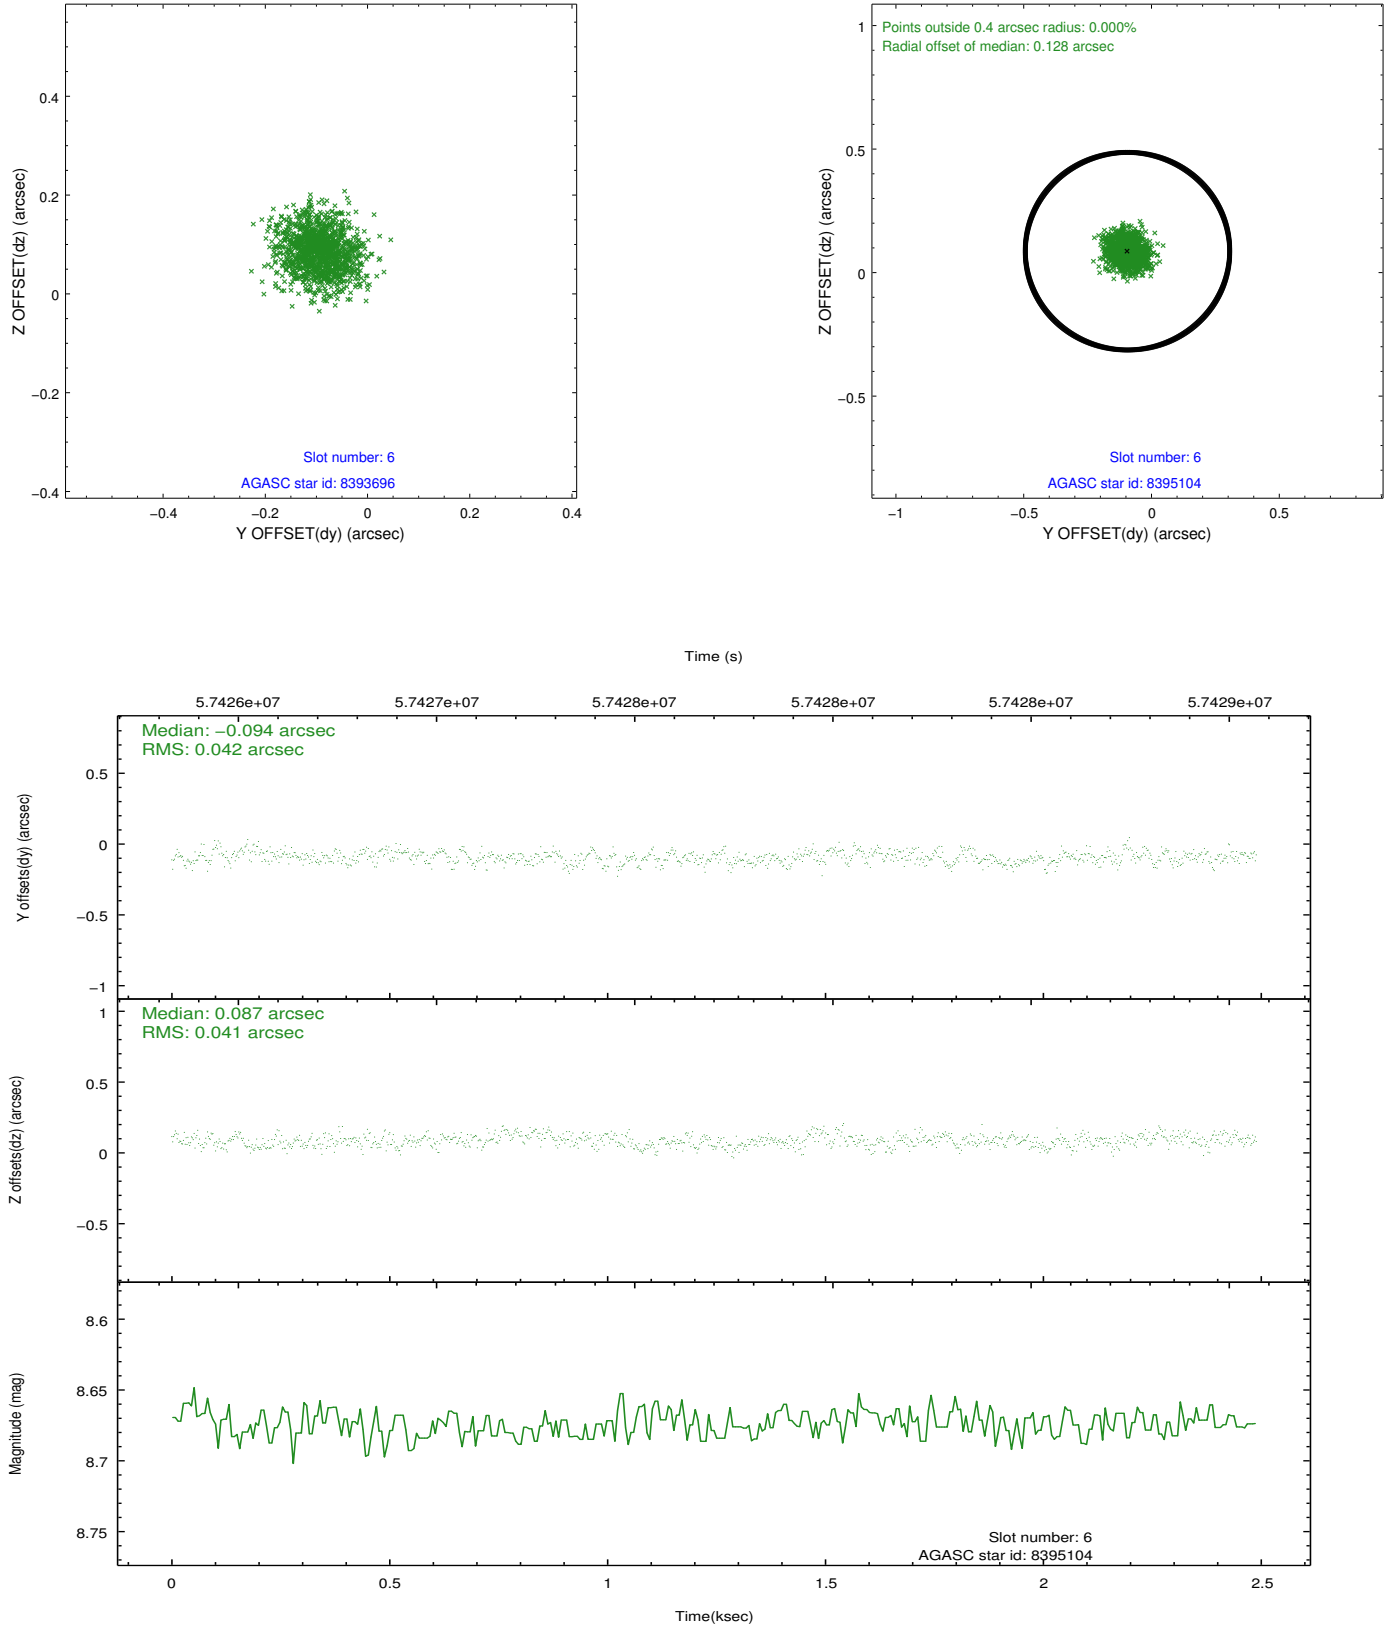 0.4
0.2
0
−0.2
−0.4
Z OFFSET(dz) (arcsec)
Slot number: 6
AGASC star id: 8393696
−0.4
−0.2
0
0.2
0.4
Y OFFSET(dy) (arcsec)
Points outside 0.4 arcsec radius: 0.000%
Radial offset of median: 0.128 arcsec
1
0.5
0
−0.5
Z OFFSET(dz) (arcsec)
Slot number: 6
AGASC star id: 8395104
−1
−0.5
0
0.5
Y OFFSET(dy) (arcsec)
Time (s)
5.7426e+07
5.7427e+07
5.7428e+07
5.7428e+07
5.7428e+07
5.7429e+07
Median: −0.094 arcsec
RMS: 0.042 arcsec
0.5
0
−0.5
−1
Y offsets(dy) (arcsec)
Median: 0.087 arcsec
RMS: 0.041 arcsec
1
0.5
0
−0.5
Z offsets(dz) (arcsec)
8.6
8.65
8.7
8.75
Magnitude (mag)
Slot number: 6
AGASC star id: 8395104
0
0.5
1
1.5
2
2.5
Time(ksec)